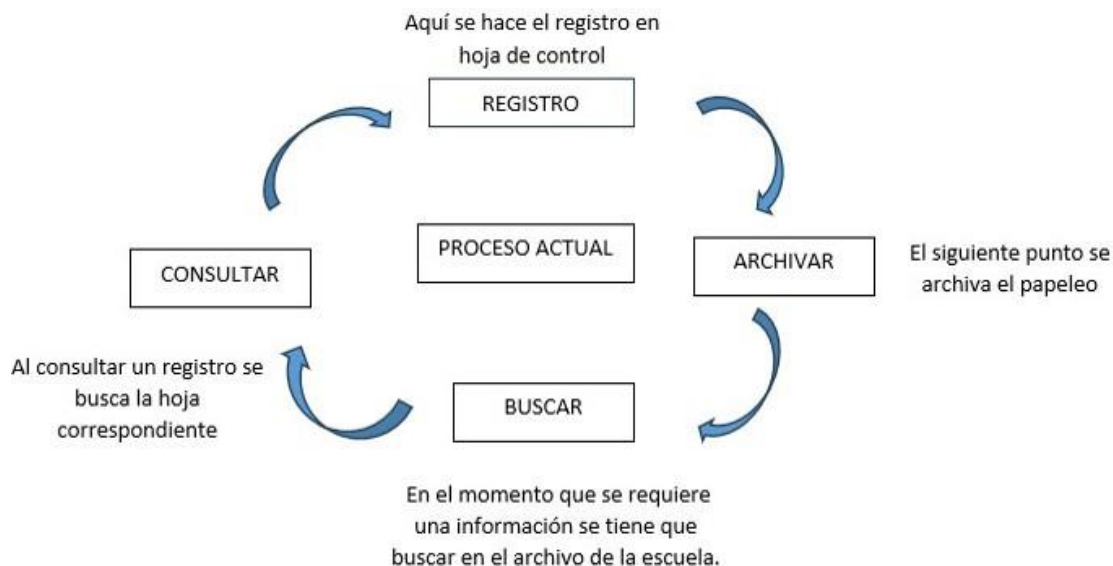 Aquí se hace el registro en
hoja de control
REGISTRO
PROCESO ACTUAL
ARCHIVAR
El siguiente punto se
archiva el papeleo
CONSULTAR
Al consultar un registro se
busca la hoja
correspondiente
BUSCAR
En el momento que se requiere
una información se tiene que
buscar en el archivo de la escuela.